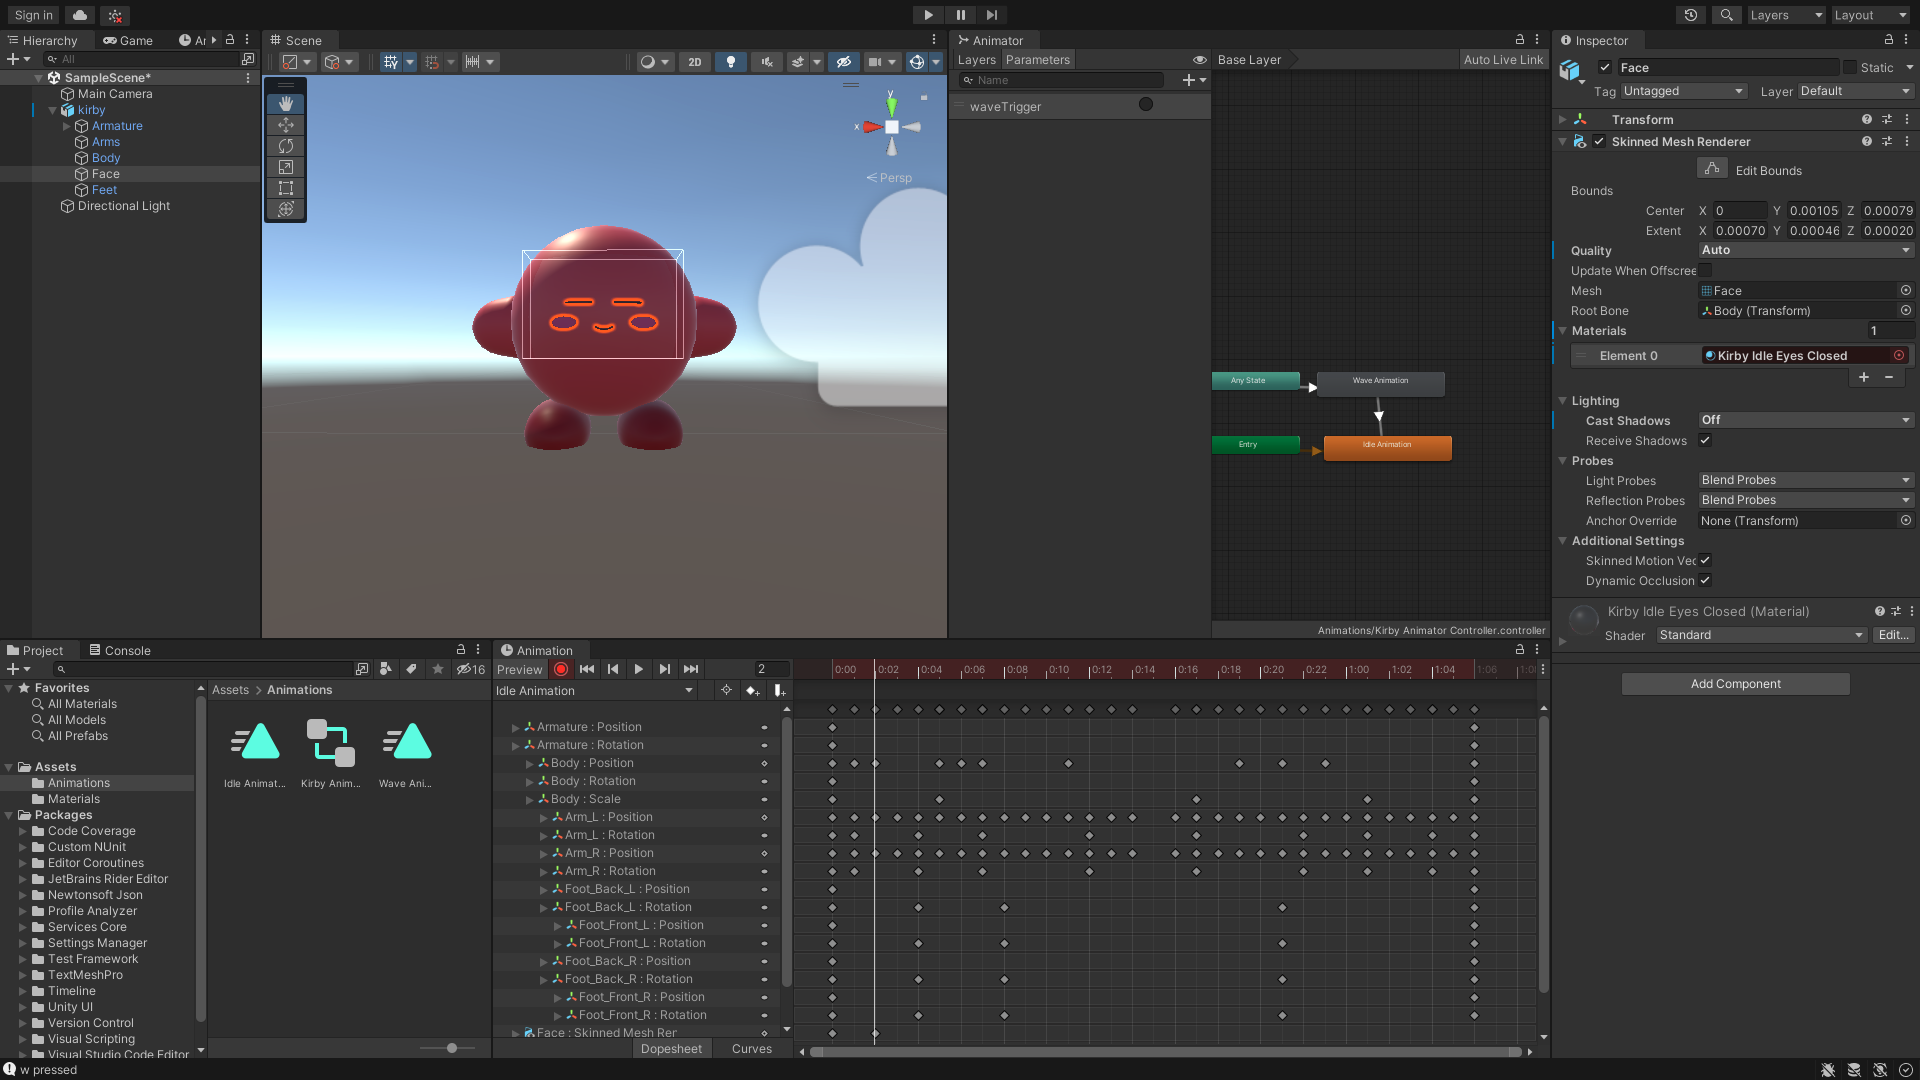 Sign in
Layers
Layout
Hierarchy
Game
Ar
All
SampleScene*
Main Camera
kirby
Armature
Arms
Body
Face
Feet
Directional Light
Scene
2D
y
x
Persp
Animator
Layers
Parameters
Name
waveTrigger
Base Layer
Auto Live Link
Any State
Wave Animation
Entry
Idle Animation
Animations/Kirby Animator Controller.controller
Inspector
Face
Static
Tag
Untagged
Layer
Default
Transform
Skinned Mesh Renderer
Edit Bounds
Bounds
Center X 0 Y 0.00105 Z 0.00079
Extent X 0.00070 Y 0.00046 Z 0.00020
Quality
Auto
Update When Offscree
Mesh
Face
Root Bone
Body (Transform)
Materials
1
Element 0
Kirby Idle Eyes Closed
Lighting
Cast Shadows
Off
Receive Shadows
Probes
Light Probes
Blend Probes
Reflection Probes
Blend Probes
Anchor Override
None (Transform)
Additional Settings
Skinned Motion Vec
Dynamic Occlusion
Kirby Idle Eyes Closed (Material)
Shader
Standard
Edit...
Add Component
Project
Console
16
Favorites
All Materials
All Models
All Prefabs
Assets
Animations
Materials
Packages
Code Coverage
Custom NUnit
Editor Coroutines
JetBrains Rider Editor
Newtonsoft Json
Profile Analyzer
Services Core
Settings Manager
Test Framework
TextMeshPro
Timeline
Unity UI
Version Control
Visual Scripting
Visual Studio Code Editor
Assets > Animations
Idle Animat...
Kirby Anim...
Wave Ani...
Animation
Preview
2
0:00 0:02 0:04 0:06 0:08 0:10 0:12 0:14 0:16 0:18 0:20 0:22 1:00 1:02 1:04 1:06
Idle Animation
Armature : Position
Armature : Rotation
Body : Position
Body : Rotation
Body : Scale
Arm_L : Position
Arm_L : Rotation
Arm_R : Position
Arm_R : Rotation
Foot_Back_L : Position
Foot_Back_L : Rotation
Foot_Front_L : Position
Foot_Front_L : Rotation
Foot_Back_R : Position
Foot_Back_R : Rotation
Foot_Front_R : Position
Foot_Front_R : Rotation
Face : Skinned Mesh Rer
Dopesheet
Curves
w pressed